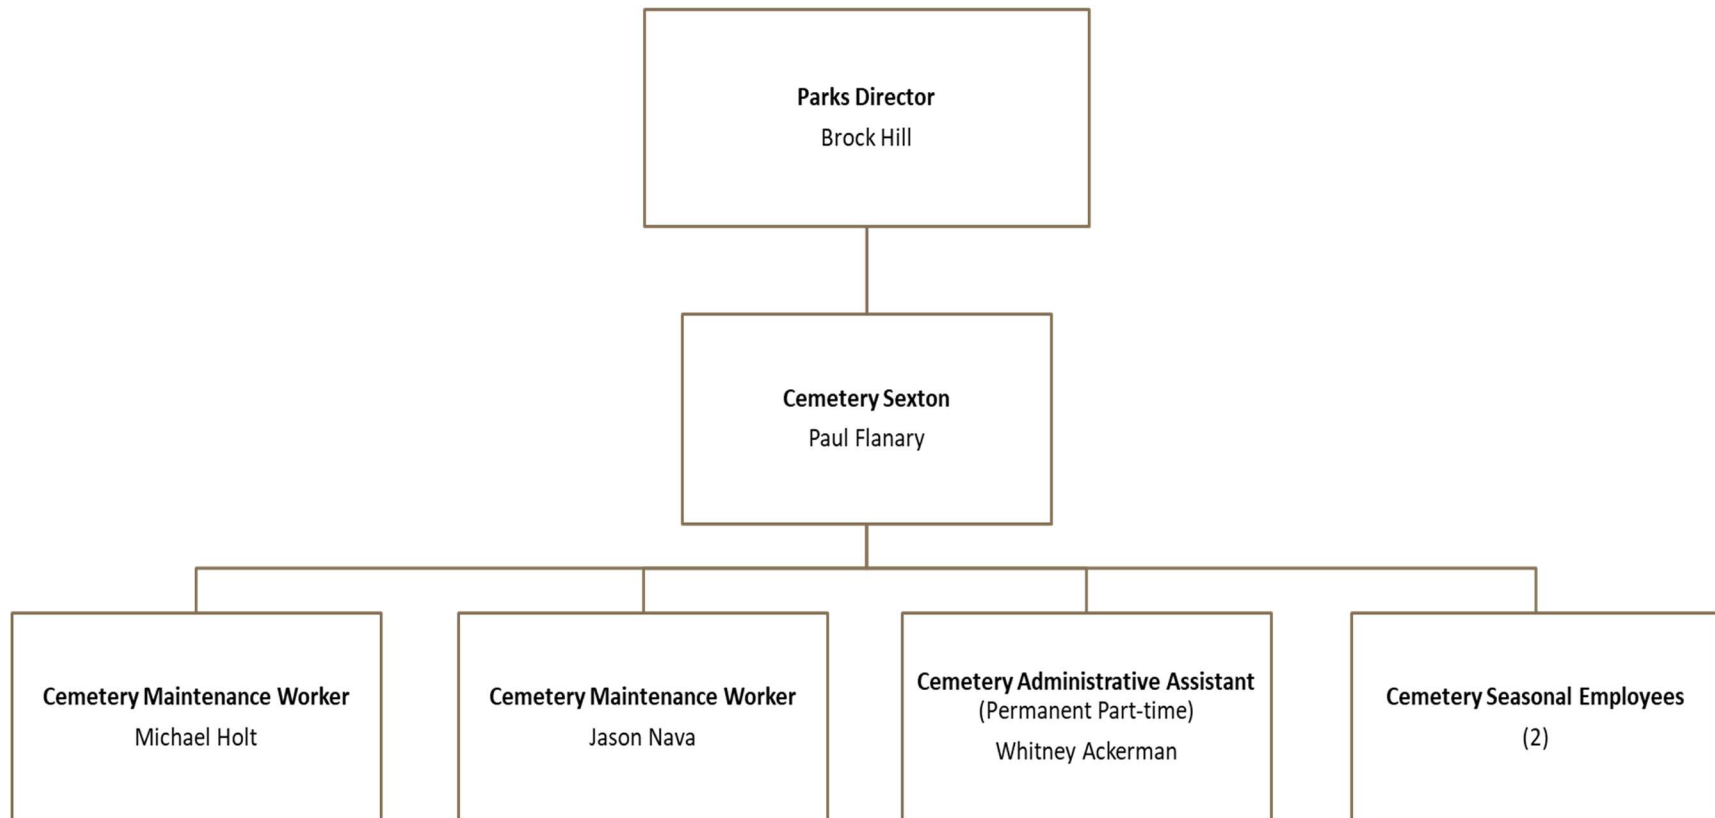 Parks Director
Brock Hill
Cemetery Sexton
Paul Flanary
Cemetery Maintenance Worker
Michael Holt
Cemetery Maintenance Worker
Jason Nava
Cemetery Administrative Assistant
(Permanent Part-time)
Whitney Ackerman
Cemetery Seasonal Employees
(2)